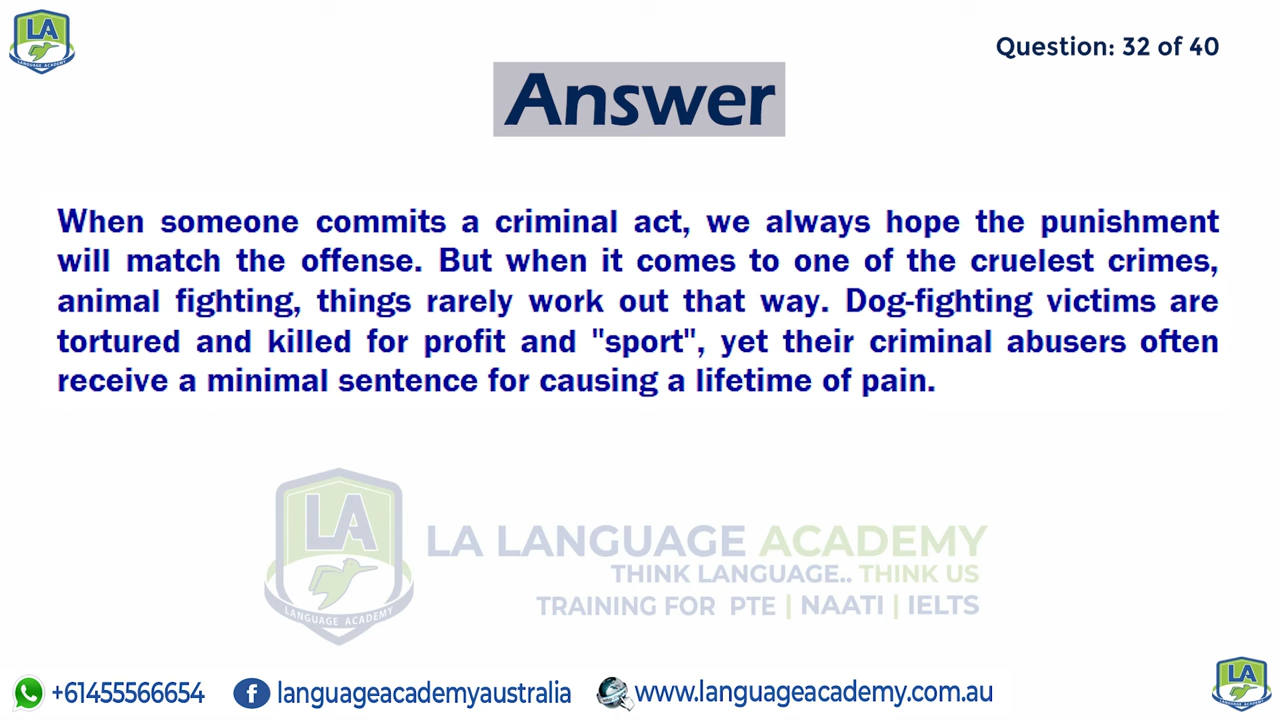 LA
LANGUAGE ACADEMY
Question: 32 of 40
Answer
When someone commits a criminal act, we always hope the punishment
will match the offense. But when it comes to one of the cruelest crimes,
animal fighting, things rarely work out that way. Dog-fighting victims are
tortured and killed for profit and "sport", yet their criminal abusers often
receive a minimal sentence for causing a lifetime of pain.
LA
LANGUAGE ACADEMY
LA LANGUAGE ACADEMY
THINK LANGUAGE.. THINK US
TRAINING FOR PTE | NAATI | IELTS
+61455566654
f languageacademyaustralia
www.languageacademy.com.au
LA
LANGUAGE ACADEMY